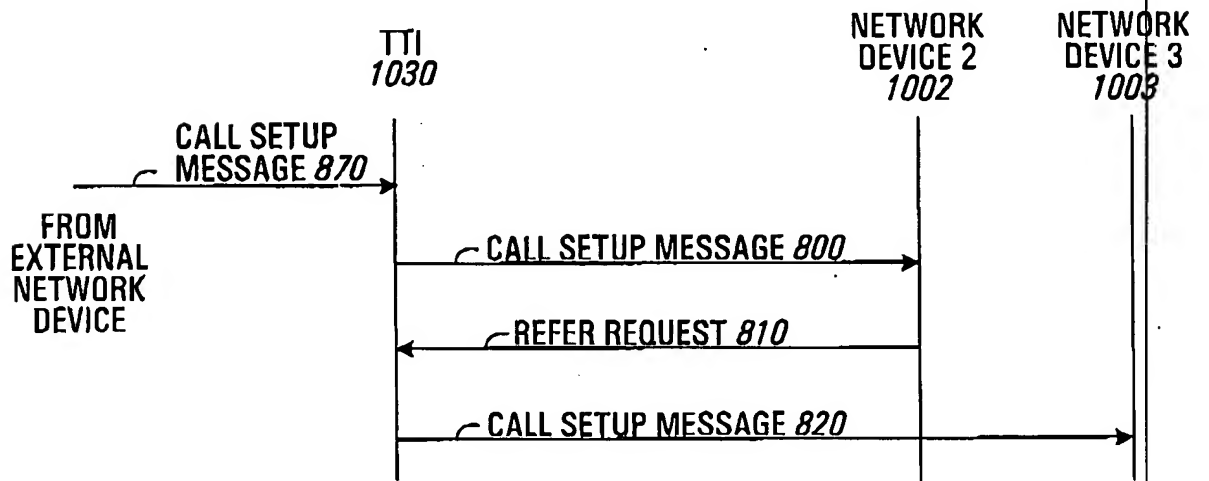 TTI
1030
NETWORK
DEVICE 2
1002
NETWORK
DEVICE 3
1003
CALL SETUP
MESSAGE 870
FROM
EXTERNAL
NETWORK
DEVICE
CALL SETUP MESSAGE 800
REFER REQUEST 810
CALL SETUP MESSAGE 820